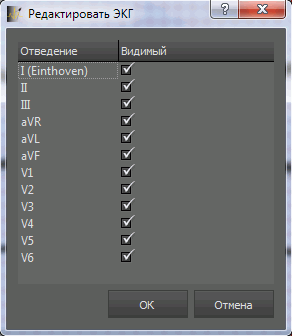 Редактировать ЭКГ
Отведение Видимый
I (Einthoven)
II
III
aVR
aVL
aVF
V1
V2
V3
V4
V5
V6
OK Отмена